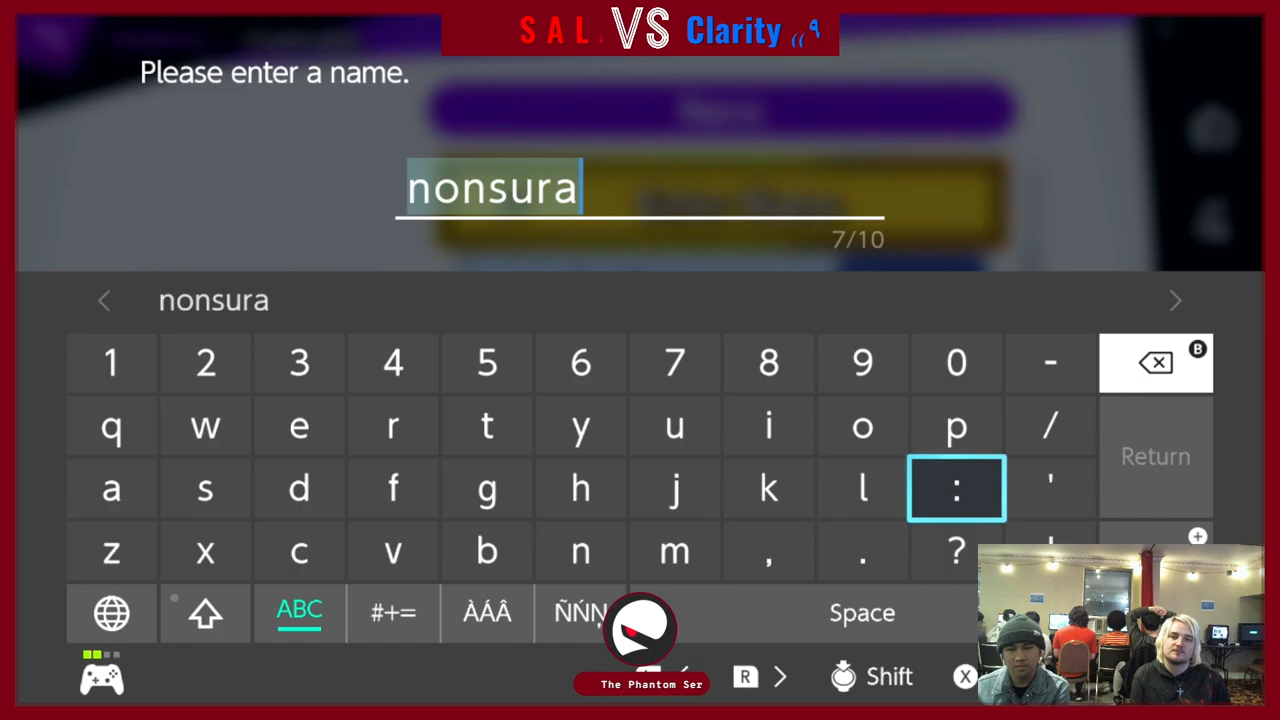 S A L . VS Clarity ₍₍ ٩
Please enter a name.
nonsura
7/10
nonsura
1 2 3 4 5 6 7 8 9 0 - B
q w e r t y u i o p /
Return
a s d f g h j k l : '
z x c v b n m , . ? +
ABC #+= ÀÁÂ Space
R Shift X
The Phantom Ser